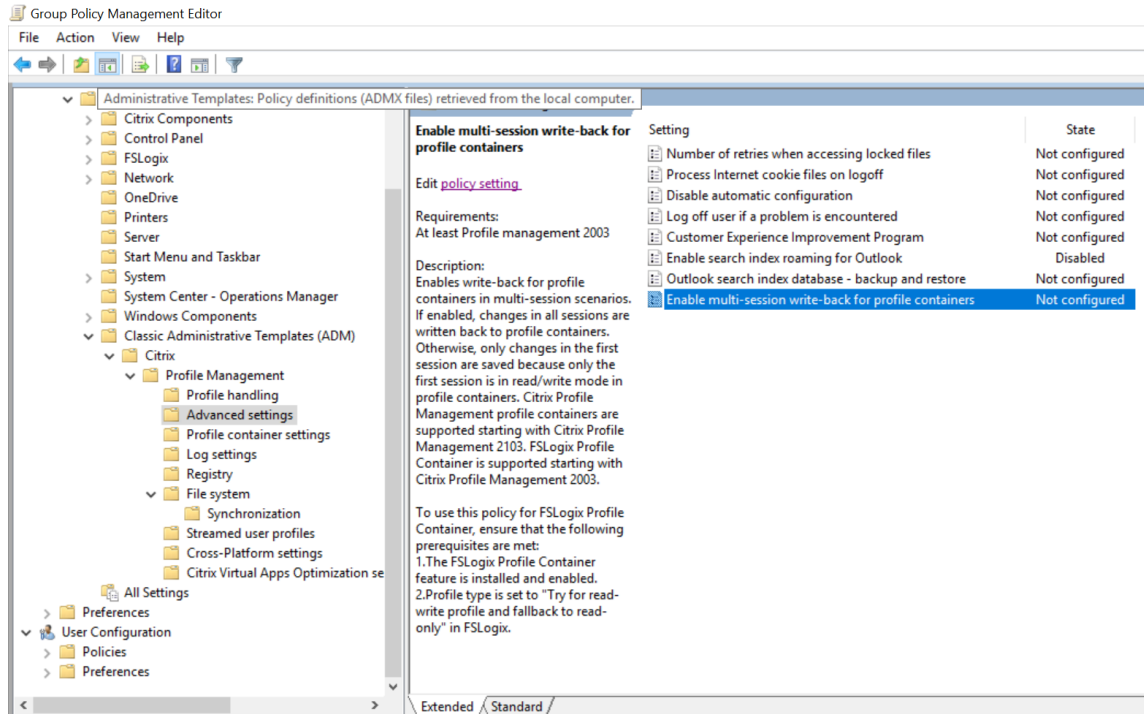 Group Policy Management Editor
File Action View Help
Administrative Templates: Policy definitions (ADMX files) retrieved from the local computer.
Citrix Components
Control Panel
FSLogix
Network
OneDrive
Printers
Server
Start Menu and Taskbar
System
System Center - Operations Manager
Windows Components
Classic Administrative Templates (ADM)
Citrix
Profile Management
Profile handling
Advanced settings
Profile container settings
Log settings
Registry
File system
Synchronization
Streamed user profiles
Cross-Platform settings
Citrix Virtual Apps Optimization se
All Settings
Preferences
User Configuration
Policies
Preferences
Enable multi-session write-back for
profile containers
Edit policy setting
Requirements:
At least Profile management 2003
Description:
Enables write-back for profile
containers in multi-session scenarios.
If enabled, changes in all sessions are
written back to profile containers.
Otherwise, only changes in the first
session are saved because only the
first session is in read/write mode in
profile containers. Citrix Profile
Management profile containers are
supported starting with Citrix Profile
Management 2103. FSLogix Profile
Container is supported starting with
Citrix Profile Management 2003.
To use this policy for FSLogix Profile
Container, ensure that the following
prerequisites are met:
1.The FSLogix Profile Container
feature is installed and enabled.
2.Profile type is set to "Try for read-
write profile and fallback to read-
only" in FSLogix.
Setting State
Number of retries when accessing locked files Not configured
Process Internet cookie files on logoff Not configured
Disable automatic configuration Not configured
Log off user if a problem is encountered Not configured
Customer Experience Improvement Program Not configured
Enable search index roaming for Outlook Disabled
Outlook search index database - backup and restore Not configured
Enable multi-session write-back for profile containers Not configured
Extended Standard